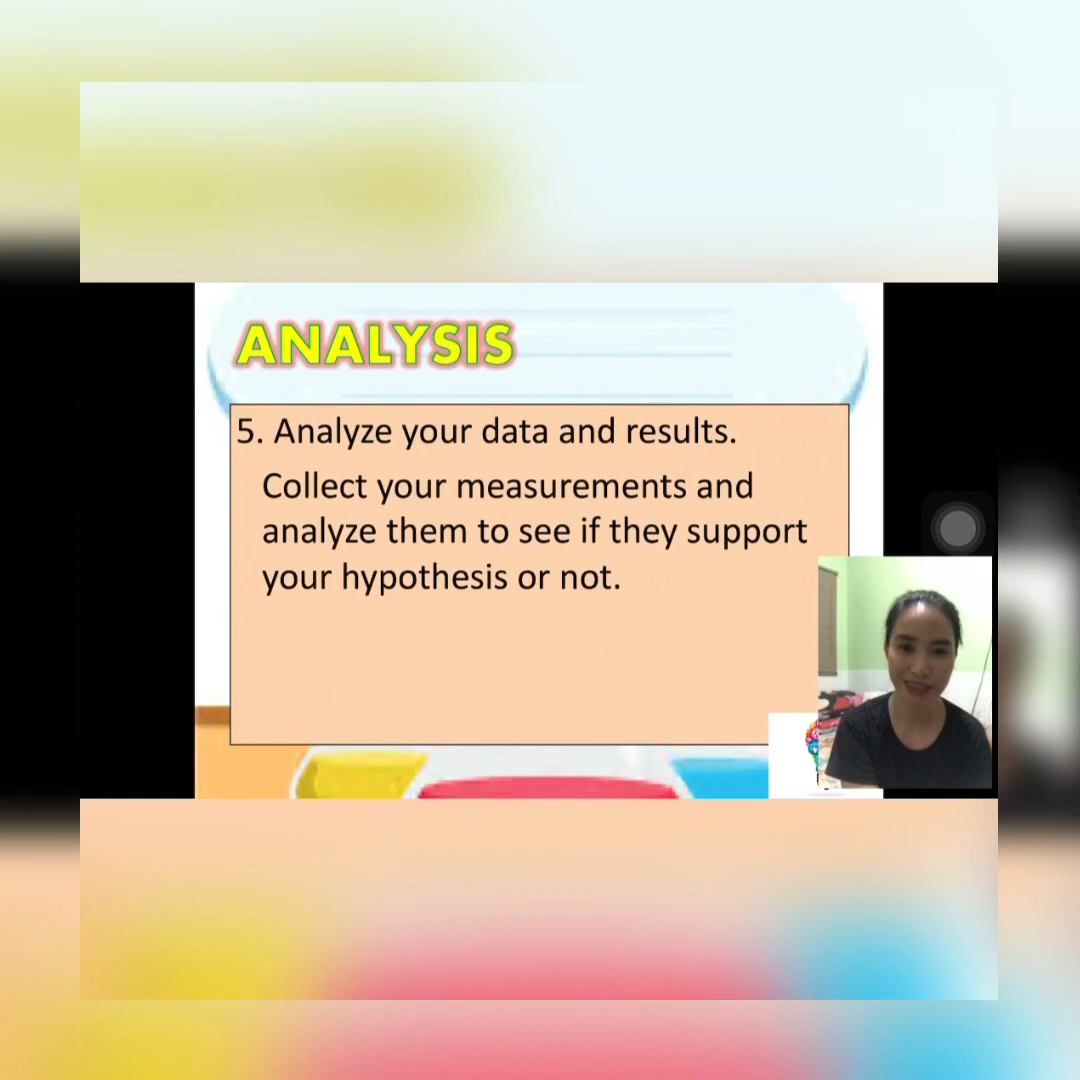 ANALYSIS
5. Analyze your data and results.
Collect your measurements and
analyze them to see if they support
your hypothesis or not.